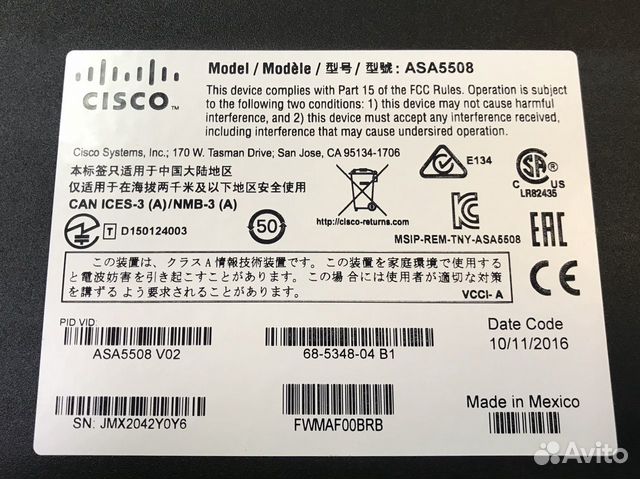 CISCO™
Model / Modèle / 型号 / 型號: ASA5508
This device complies with Part 15 of the FCC Rules. Operation is subject
to the following two conditions: 1) this device may not cause harmful
interference, and 2) this device must accept any interference received,
including interference that may cause undersired operation.
Cisco Systems, Inc.; 170 W. Tasman Drive; San Jose, CA 95134-1706
本标签只适用于中国大陆地区
仅适用于在海拔两千米及以下地区安全使用
CAN ICES-3 (A)/NMB-3 (A)
T D150124003
50
http://cisco-returns.com
E134
C US
LR82435
MSIP-REM-TNY-ASA5508
EAC
CE
この装置は、クラスA情報技術装置です。この装置を家庭環境で使用する
と電波妨害を引き起こすことがあります。この場合には使用者が適切な対策
を講ずるよう要求されることがあります。
VCCI- A
PID VID:
ASA5508 V02
68-5348-04 B1
Date Code
10/11/2016
SN: JMX2042Y0Y6
FWMAF00BRB
Made in Mexico
Avito